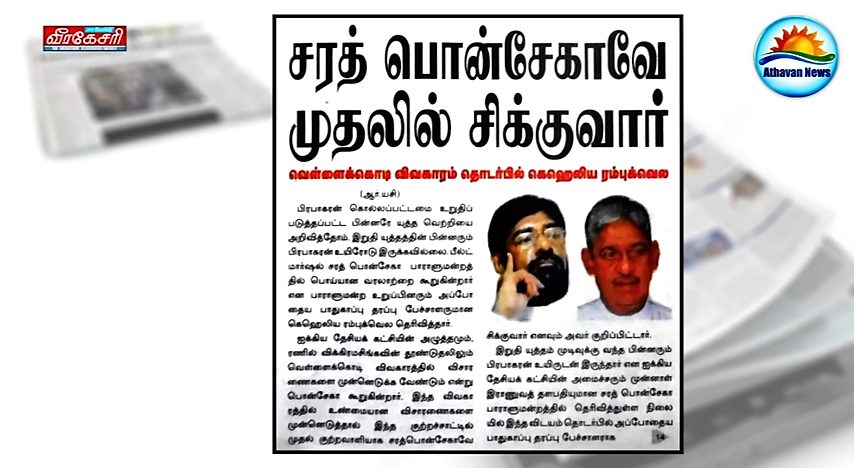 வீரகேசரி
Athavan News
சரத் பொன்சேகாவே
முதலில் சிக்குவார்
வெள்ளைக்கொடி விவகாரம் தொடர்பில் கெஹெலிய ரம்புக்வெல
(ஆர்.யசி)
பிரபாகரன் கொல்லப்பட்டமை உறுதிப்
படுத்தப்பட்ட பின்னரே யுத்த வெற்றியை
அறிவித்தோம். இறுதி யுத்தத்தின் பின்னரும்
பிரபாகரன் உயிரோடு இருக்கவில்லை. பீல்ட்
மார்ஷல் சரத் பொன்சேகா பாராளுமன்றத்
தில் பொய்யான வரலாற்றை கூறுகின்றார்
என பாராளுமன்ற உறுப்பினரும் அப்போ
தைய பாதுகாப்பு தரப்பு பேச்சாளருமான
கெஹெலிய ரம்புக்வெல தெரிவித்தார்.
ஐக்கிய தேசியக் கட்சியின் அழுத்தமும்,
ரணில் விக்கிரமசிங்கவின் தூண்டுதலிலும்
வெள்ளைக்கொடி விவகாரத்தில் விசார
ணைகளை முன்னெடுக்க வேண்டும் என்று
பொன்சேகா கூறுகின்றார். இந்த விவகா
ரத்தில் உண்மையான விசாரணைகளை
முன்னெடுத்தால் இந்த குற்றச்சாட்டில்
முதல் குற்றவாளியாக சரத்பொன்சேகாவே
சிக்குவார் எனவும் அவர் குறிப்பிட்டார்.
இறுதி யுத்தம் முடிவுக்கு வந்த பின்னரும்
பிரபாகரன் உயிருடன் இருந்தார் என ஐக்கிய
தேசியக் கட்சியின் அமைச்சரும் முன்னாள்
இராணுவத் தளபதியுமான சரத் பொன்சேகா
பாராளுமன்றத்தில் தெரிவித்துள்ள நிலை
யில் இந்த விடயம் தொடர்பில் அப்போதைய
பாதுகாப்பு தரப்பு பேச்சாளராக
14